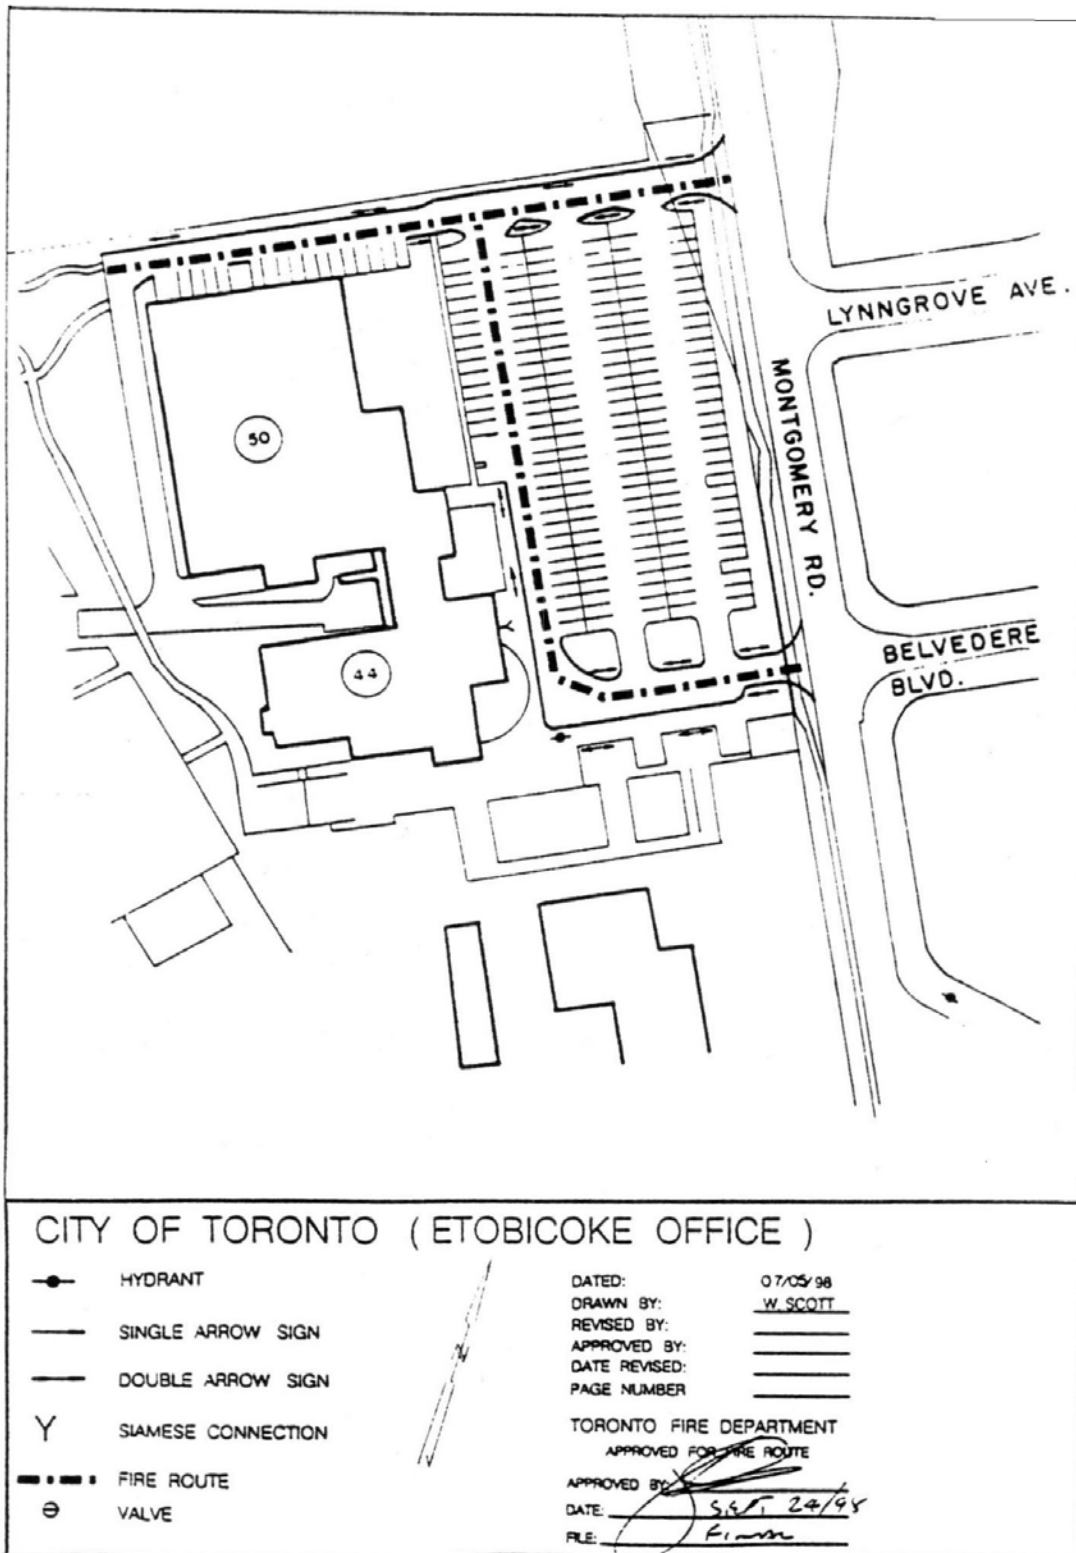 LYNNGROVE AVE.
MONTGOMERY RD.
50
BELVEDERE
BLVD.
Y
44
CITY OF TORONTO ( ETOBICOKE OFFICE )
HYDRANT
SINGLE ARROW SIGN
DOUBLE ARROW SIGN
Y SIAMESE CONNECTION
FIRE ROUTE
VALVE
N
DATED: 07/05/98
DRAWN BY: W. SCOTT
REVISED BY:
APPROVED BY:
DATE REVISED:
PAGE NUMBER
TORONTO FIRE DEPARTMENT
APPROVED FOR FIRE ROUTE
APPROVED BY:
DATE: SEPT. 24/98
FILE: